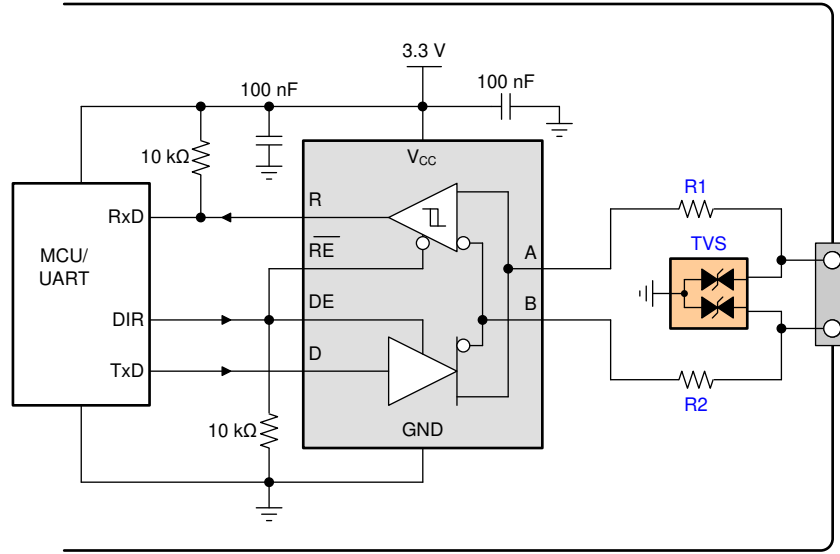 3.3 V
100 nF
100 nF
10 kΩ
VCC
R
R1
RxD
RE
A
TVS
MCU/
UART
DE
B
DIR
D
TxD
R2
10 kΩ
GND